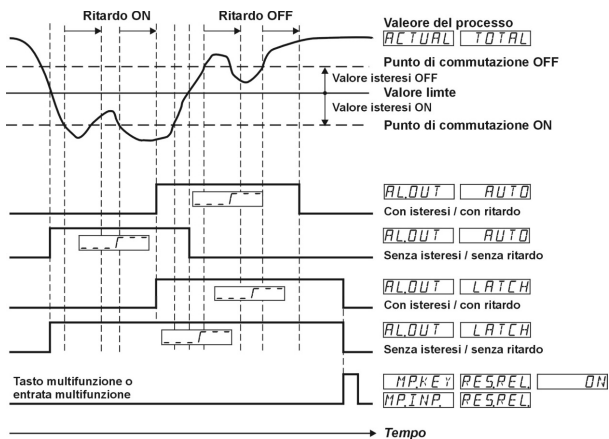 Ritardo ON Ritardo OFF
Valeore del processo
ACTUAL TOTAL
Punto di commutazione OFF
Valore isteresi OFF
Valore limte
Valore isteresi ON
Punto di commutazione ON
AL.OUT AUTO
Con isteresi / con ritardo
AL.OUT AUTO
Senza isteresi / senza ritardo
AL.OUT LATCH
Con isteresi / con ritardo
AL.OUT LATCH
Senza isteresi / senza ritardo
Tasto multifunzione o
entrata multifunzione
MP.KEY RES.REL. ON
MP.INP. RES.REL.
Tempo